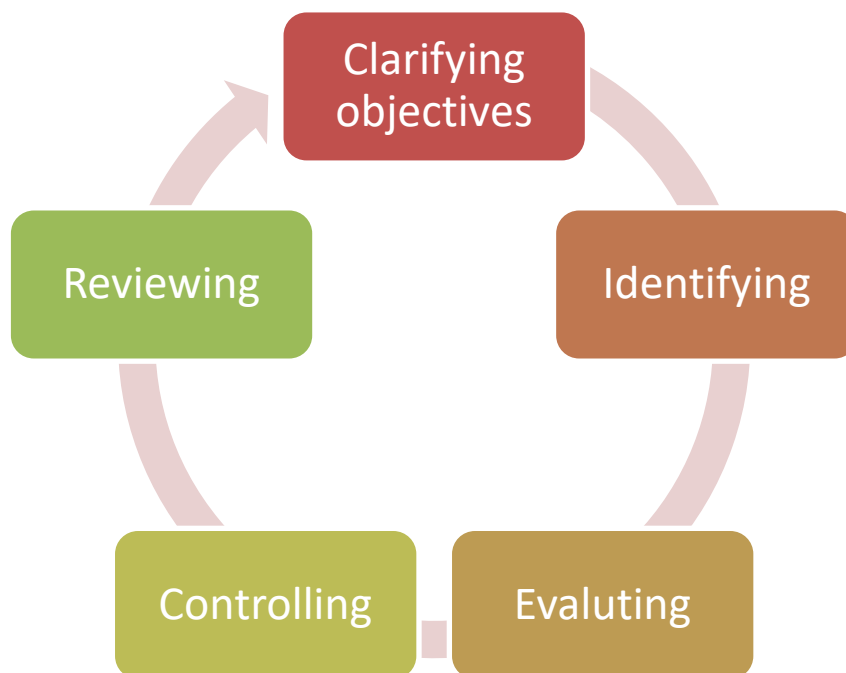 Clarifying
objectives
Identifying
Evaluting
Controlling
Reviewing